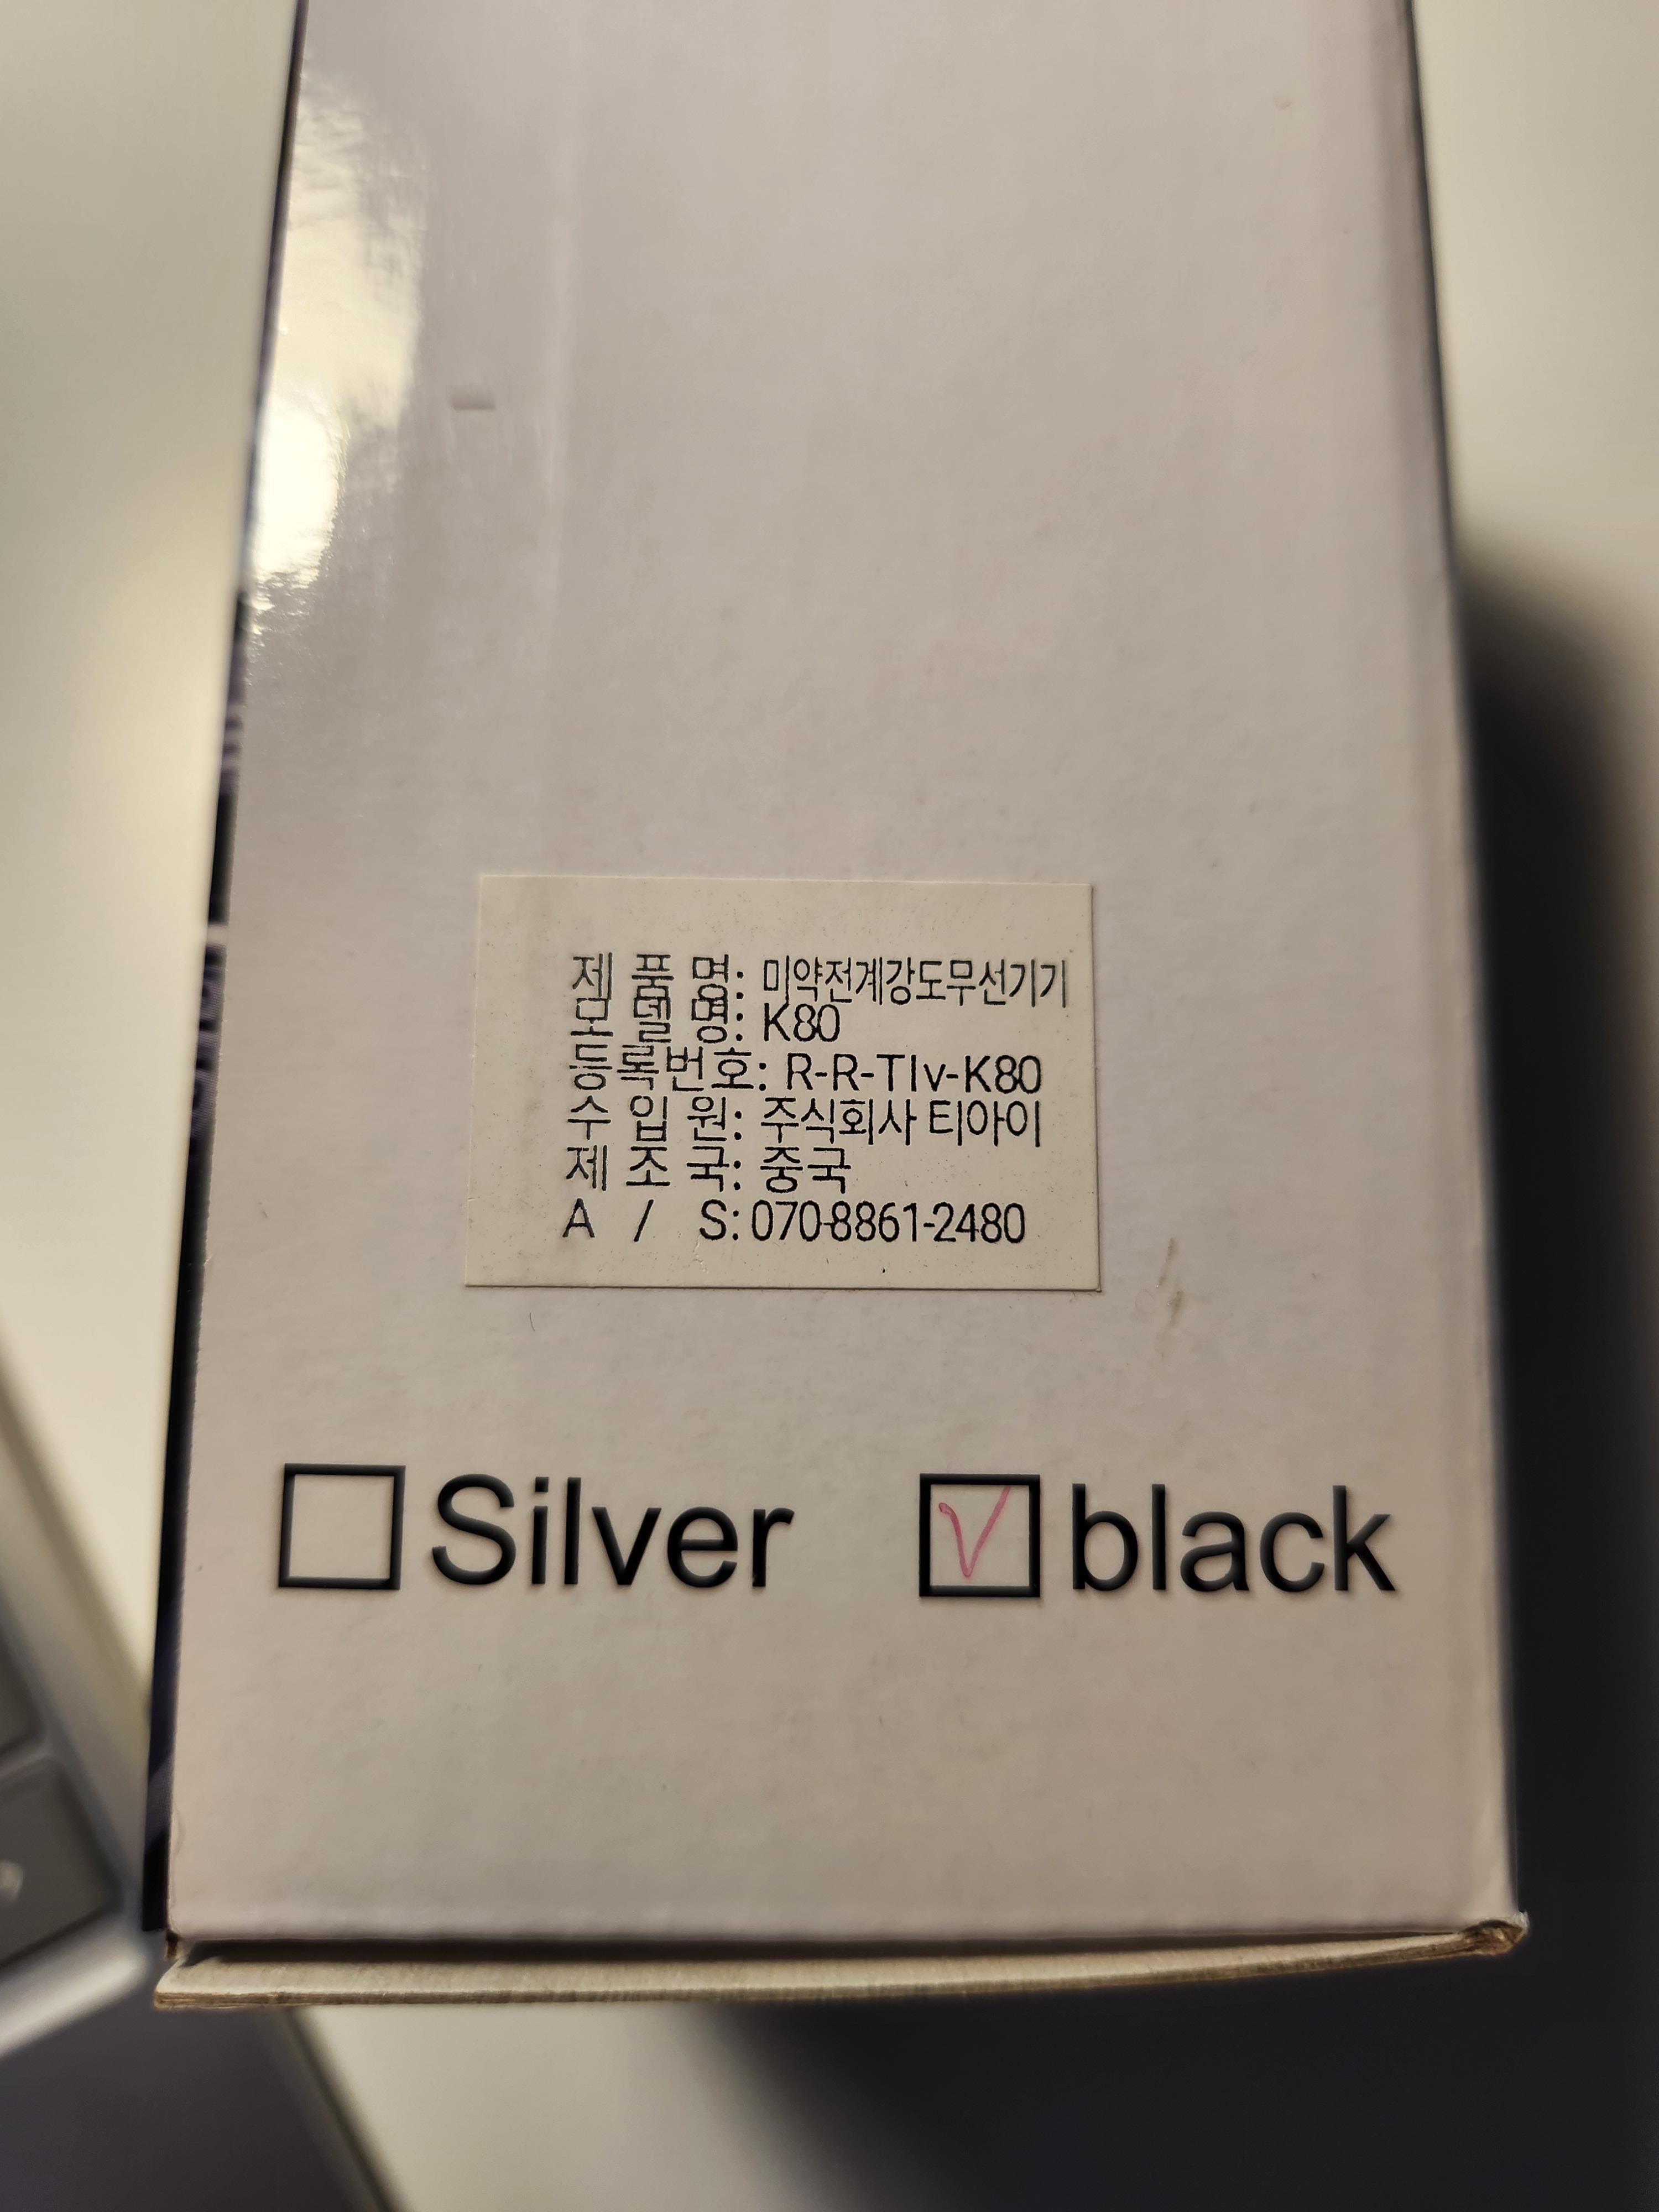 제 품 명: 미약전계강도무선기기
모 델 명: K80
등록번호: R-R-TIv-K80
수 입 원: 주식회사 티아이
제 조 국: 중국
A / S: 070-8861-2480
Silver black